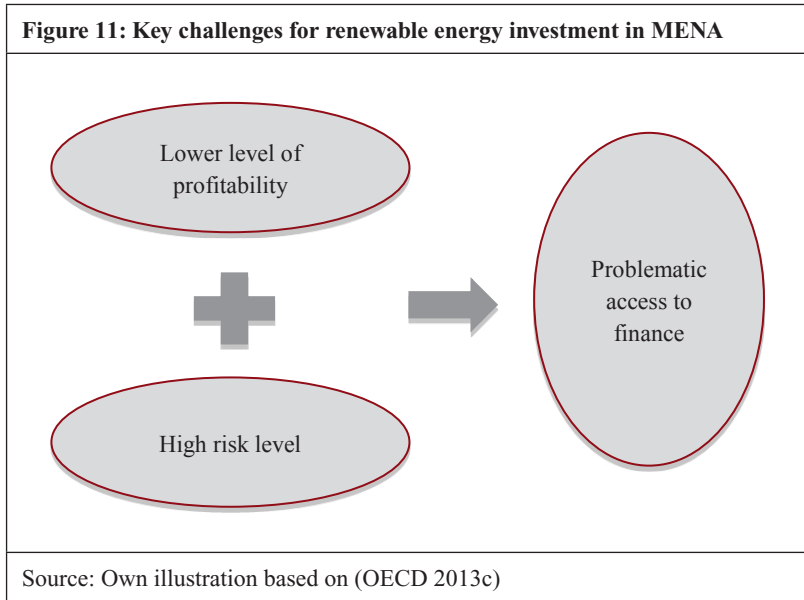 Figure 11: Key challenges for renewable energy investment in MENA
Lower level of
profitability
High risk level
Problematic
access to
finance
Source: Own illustration based on (OECD 2013c)